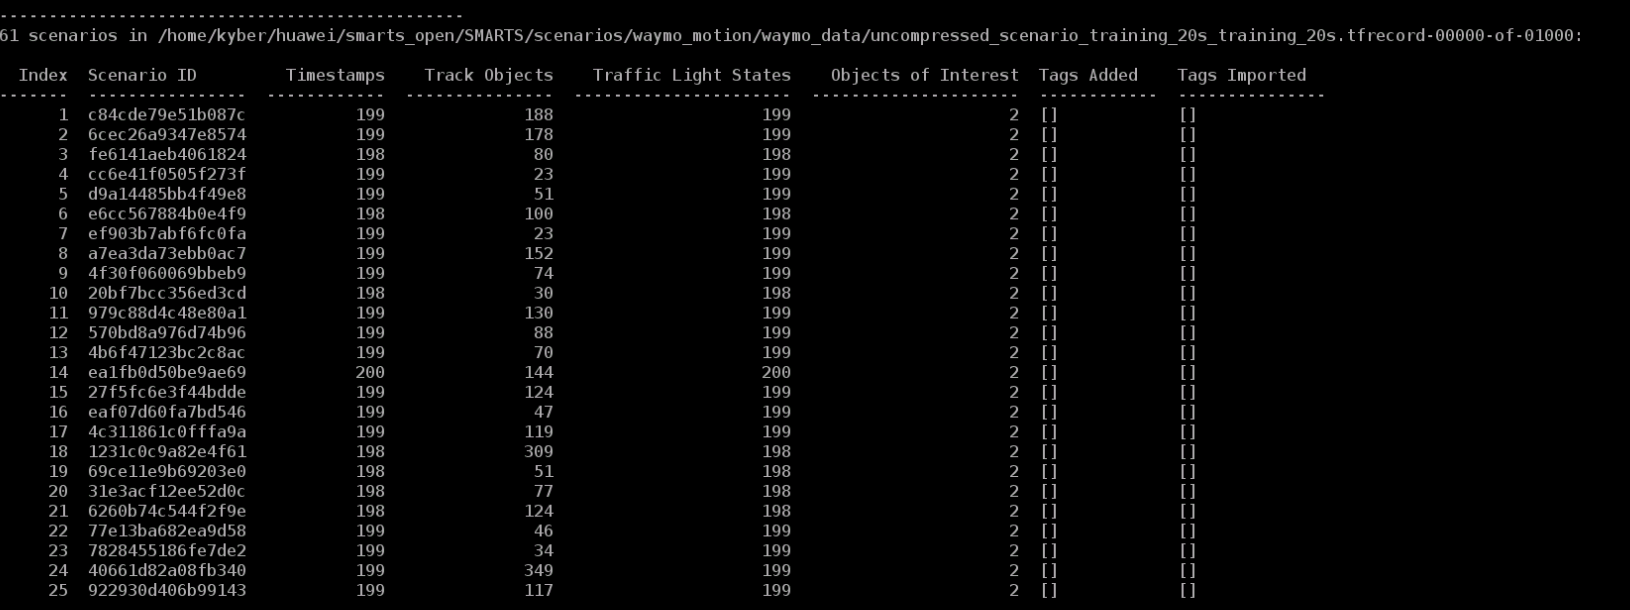 -----------------------------------------------
61 scenarios in /home/kyber/huawei/smarts_open/SMARTS/scenarios/waymo_motion/waymo_data/uncompressed_scenario_training_20s_training_20s.tfrecord-00000-of-01000:
Index  Scenario ID         Timestamps    Track Objects    Traffic Light States    Objects of Interest  Tags Added    Tags Imported
-------  ----------------  ------------  ---------------  ----------------------  ---------------------  ------------  ---------------
1  c84cde79e51b087c           199              188                     199                      2  []            []
2  6cec26a9347e8574           199              178                     199                      2  []            []
3  fe6141aeb4061824           198               80                     198                      2  []            []
4  cc6e41f0505f273f           199               23                     199                      2  []            []
5  d9a14485bb4f49e8           199               51                     199                      2  []            []
6  e6cc567884b0e4f9           198              100                     198                      2  []            []
7  ef903b7abf6fc0fa           199               23                     199                      2  []            []
8  a7ea3da73ebb0ac7           199              152                     199                      2  []            []
9  4f30f060069bbeb9           199               74                     199                      2  []            []
10  20bf7bcc356ed3cd           198               30                     198                      2  []            []
11  979c88d4c48e80a1           199              130                     199                      2  []            []
12  570bd8a976d74b96           199               88                     199                      2  []            []
13  4b6f47123bc2c8ac           199               70                     199                      2  []            []
14  ea1fb0d50be9ae69           200              144                     200                      2  []            []
15  27f5fc6e3f44bdde           199              124                     199                      2  []            []
16  eaf07d60fa7bd546           199               47                     199                      2  []            []
17  4c311861c0fffa9a           199              119                     199                      2  []            []
18  1231c0c9a82e4f61           198              309                     198                      2  []            []
19  69ce11e9b69203e0           198               51                     198                      2  []            []
20  31e3acf12ee52d0c           198               77                     198                      2  []            []
21  6260b74c544f2f9e           198              124                     198                      2  []            []
22  77e13ba682ea9d58           199               46                     199                      2  []            []
23  7828455186fe7de2           199               34                     199                      2  []            []
24  40661d82a08fb340           199              349                     199                      2  []            []
25  922930d406b99143           199              117                     199                      2  []            []